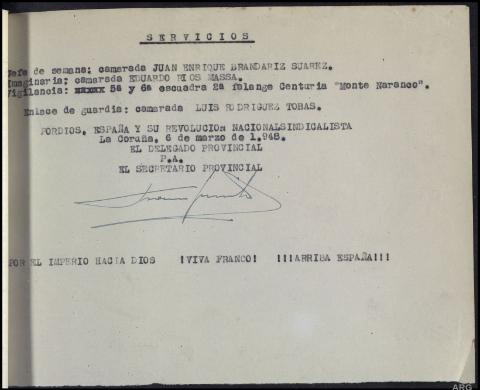 SERVICIOS
Jefe de semana; camarada JUAN ENRIQUE BRANDARIZ SUAREZ.
Imaginaria; camarada EDUARDO RIOS MASSA.
Vigilancia: 5ª y 6ª escuadra 2ª falange Centuria "Monte Naranco".
Enlace de guardia: camarada LUIS RODRIGUEZ TOBAS.
PORDIOS, ESPAÑA Y SU REVOLUCION NACIONALSINDICALISTA
La Coruña, 6 de marzo de 1.948.
EL DELEGADO PROVINCIAL
P.A.
EL SECRETARIO PROVINCIAL
POR EL IMPERIO HACIA DIOS !VIVA FRANCO! !!!ARRIBA ESPAÑA!!!
ARG